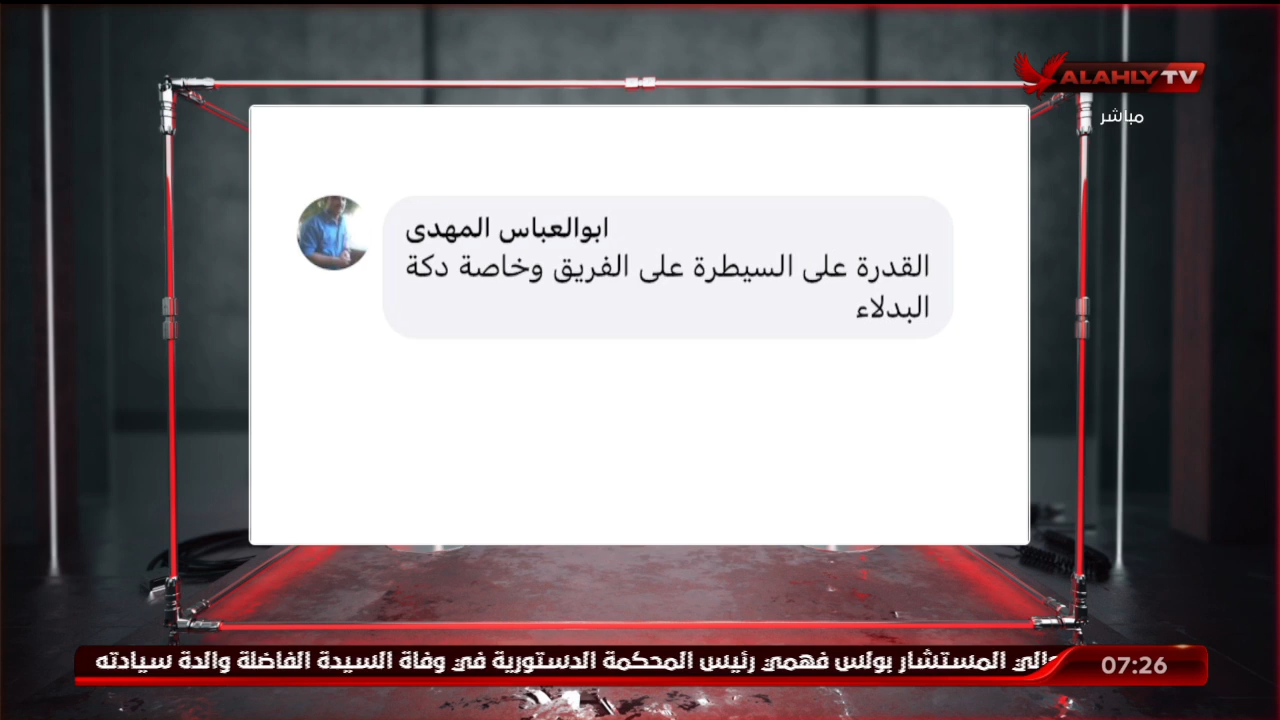 ALAHLY TV
مباشر
ابوالعباس المهدى
القدرة على السيطرة على الفريق وخاصة دكة
البدلاء
المستشار بولس فهمي رئيس المحكمة الدستورية في وفاة السيدة الفاضلة والدة سيادته
07:26